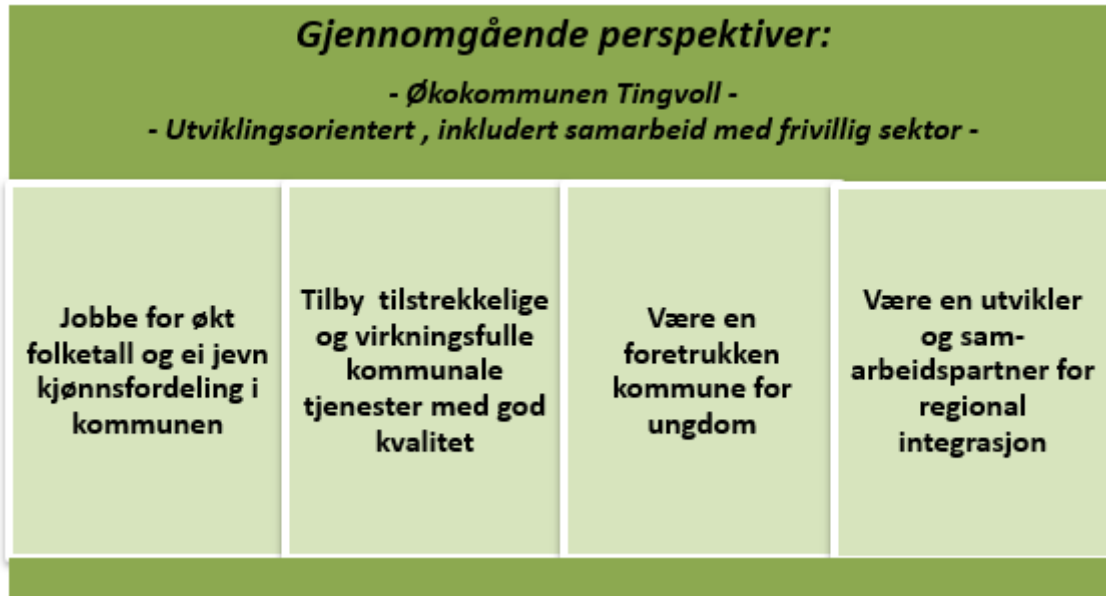 Gjennomgående perspektiver:
- Økokommunen Tingvoll -
- Utviklingsorientert , inkludert samarbeid med frivillig sektor -
Jobbe for økt
folketall og ei jevn
kjønnsfordeling i
kommunen
Tilby tilstrekkelige
og virkningsfulle
kommunale
tjenester med god
kvalitet
Være en
foretrukken
kommune for
ungdom
Være en utvikler
og sam-
arbeidspartner for
regional
integrasjon